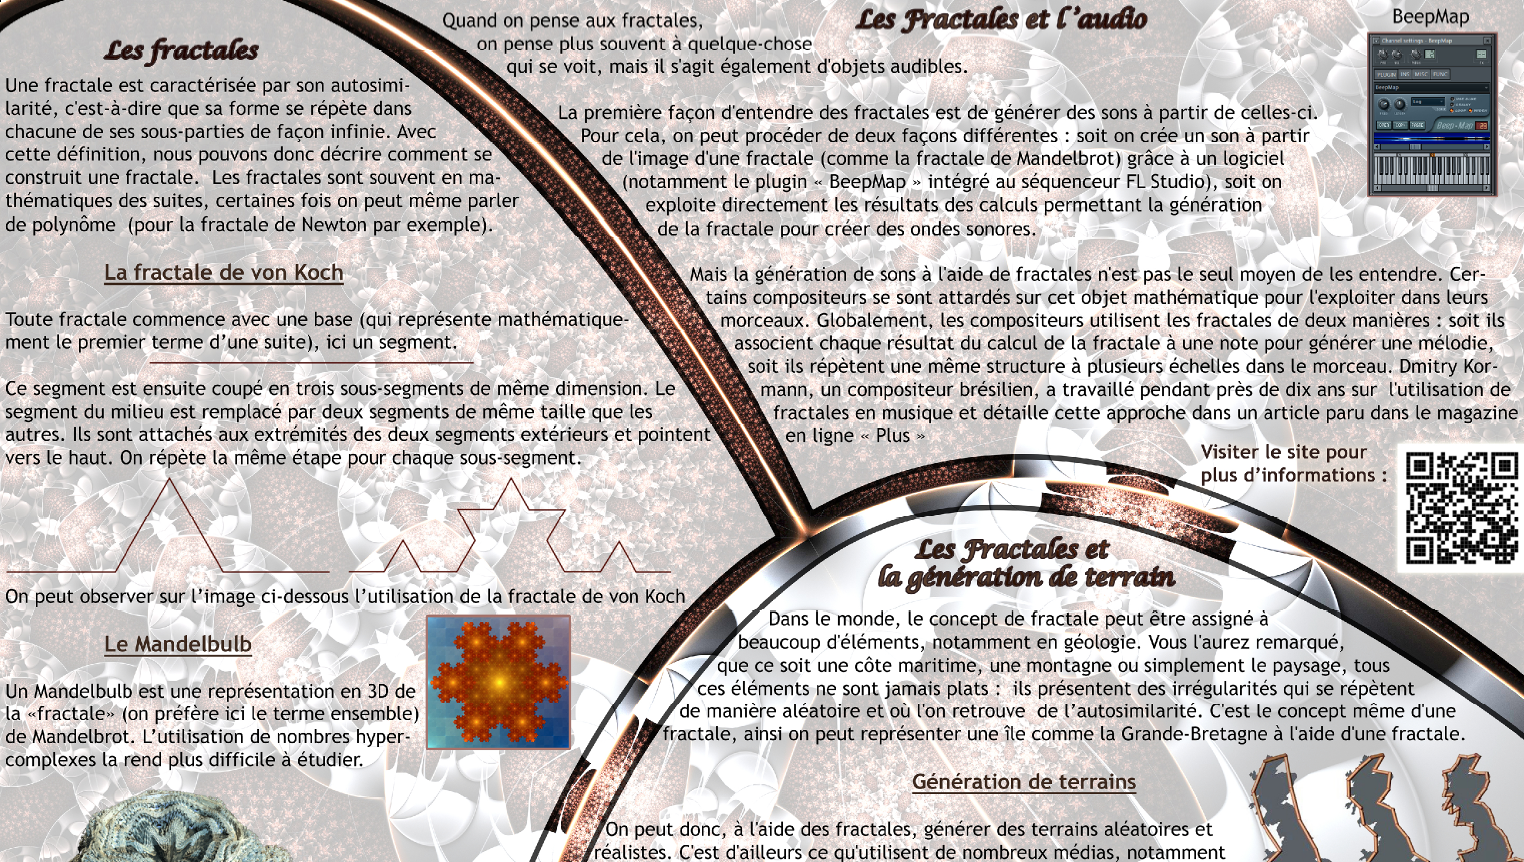 Les fractales
Une fractale est caractérisée par son autosimi-
larité, c'est-à-dire que sa forme se répète dans
chacune de ses sous-parties de façon infinie. Avec
cette définition, nous pouvons donc décrire comment se
construit une fractale. Les fractales sont souvent en ma-
thématiques des suites, certaines fois on peut même parler
de polynôme (pour la fractale de Newton par exemple).
La fractale de von Koch
Toute fractale commence avec une base (qui représente mathématique-
ment le premier terme d’une suite), ici un segment.
Ce segment est ensuite coupé en trois sous-segments de même dimension. Le
segment du milieu est remplacé par deux segments de même taille que les
autres. Ils sont attachés aux extrémités des deux segments extérieurs et pointent
vers le haut. On répète la même étape pour chaque sous-segment.
On peut observer sur l’image ci-dessous l’utilisation de la fractale de von Koch
Le Mandelbulb
Un Mandelbulb est une représentation en 3D de
la «fractale» (on préfère ici le terme ensemble)
de Mandelbrot. L’utilisation de nombres hyper-
complexes la rend plus difficile à étudier.
Les Fractales et l’audio
Quand on pense aux fractales,
on pense plus souvent à quelque-chose
qui se voit, mais il s'agit également d'objets audibles.
La première façon d'entendre des fractales est de générer des sons à partir de celles-ci.
Pour cela, on peut procéder de deux façons différentes : soit on crée un son à partir
de l'image d'une fractale (comme la fractale de Mandelbrot) grâce à un logiciel
(notamment le plugin « BeepMap » intégré au séquenceur FL Studio), soit on
exploite directement les résultats des calculs permettant la génération
de la fractale pour créer des ondes sonores.
BeepMap
Channel settings - BeepMap
PLUGIN INS MISC FUNC
BeepMap
Beep-Map
Mais la génération de sons à l'aide de fractales n'est pas le seul moyen de les entendre. Cer-
tains compositeurs se sont attardés sur cet objet mathématique pour l'exploiter dans leurs
morceaux. Globalement, les compositeurs utilisent les fractales de deux manières : soit ils
associent chaque résultat du calcul de la fractale à une note pour générer une mélodie,
soit ils répètent une même structure à plusieurs échelles dans le morceau. Dmitry Kor-
mann, un compositeur brésilien, a travaillé pendant près de dix ans sur l'utilisation de
fractales en musique et détaille cette approche dans un article paru dans le magazine
en ligne « Plus »
Visiter le site pour
plus d’informations :
Les Fractales et
la génération de terrain
Dans le monde, le concept de fractale peut être assigné à
beaucoup d'éléments, notamment en géologie. Vous l'aurez remarqué,
que ce soit une côte maritime, une montagne ou simplement le paysage, tous
ces éléments ne sont jamais plats : ils présentent des irrégularités qui se répètent
de manière aléatoire et où l'on retrouve de l’autosimilarité. C'est le concept même d'une
fractale, ainsi on peut représenter une île comme la Grande-Bretagne à l'aide d'une fractale.
Génération de terrains
On peut donc, à l'aide des fractales, générer des terrains aléatoires et
réalistes. C'est d'ailleurs ce qu'utilisent de nombreux médias, notamment